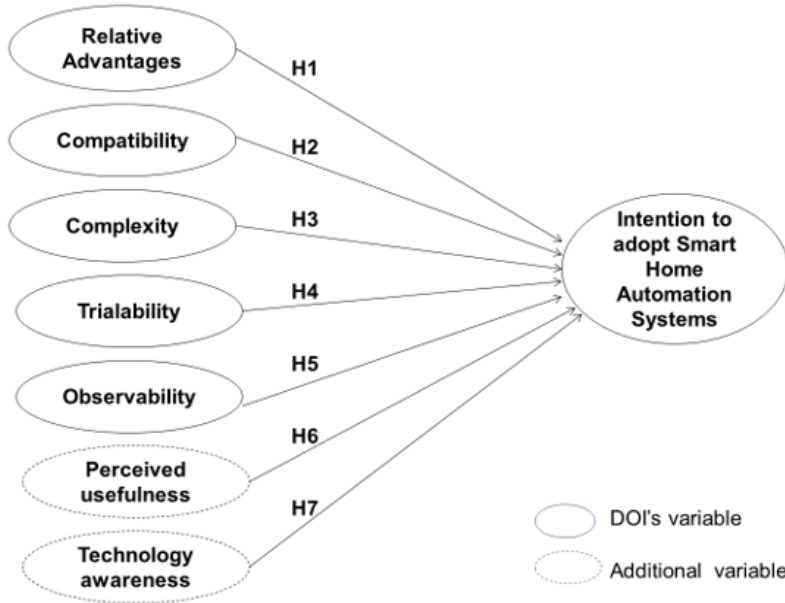 Relative
Advantages
H1
Compatibility
H2
Complexity
H3
Trialability
H4
Observability
H5
Perceived
usefulness
H6
Technology
awareness
H7
Intention to
adopt Smart
Home
Automation
Systems
DOI's variable
Additional variable